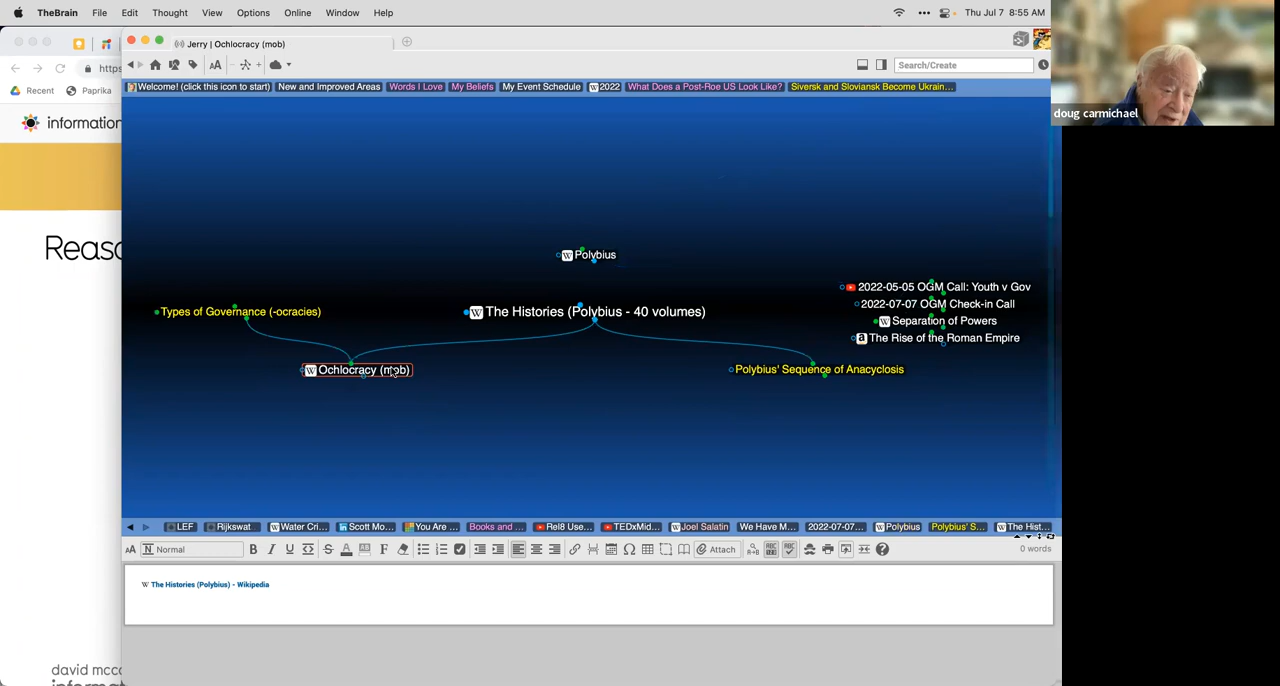 TheBrain File Edit Thought View Options Online Window Help Thu Jul 7 8:55 AM
Jerry | Ochlocracy (mob)
https
AA
Search/Create
Recent Paprika
Welcome! (click this icon to start) New and Improved Areas Words I Love My Beliefs My Event Schedule W 2022 What Does a Post-Roe US Look Like? Siversk and Sloviansk Become Ukrain...
doug carmichael
information
Reaso
W Polybius
2022-05-05 OGM Call: Youth v Gov
Types of Governance (-ocracies)
W The Histories (Polybius - 40 volumes)
2022-07-07 OGM Check-in Call
W Separation of Powers
a The Rise of the Roman Empire
W Ochlocracy (mob)
Polybius' Sequence of Anacyclosis
LEF Rijkswat Water Cri... Scott Mo... You Are ... Books and ... Rel8 Use... TEDxMid... Joel Salatin We Have M... 2022-07-07... Polybius Polybius' S... The Hist...
AA N Normal B I U S A F Attach 0 words
W The Histories (Polybius) - Wikipedia
david mcc
informa